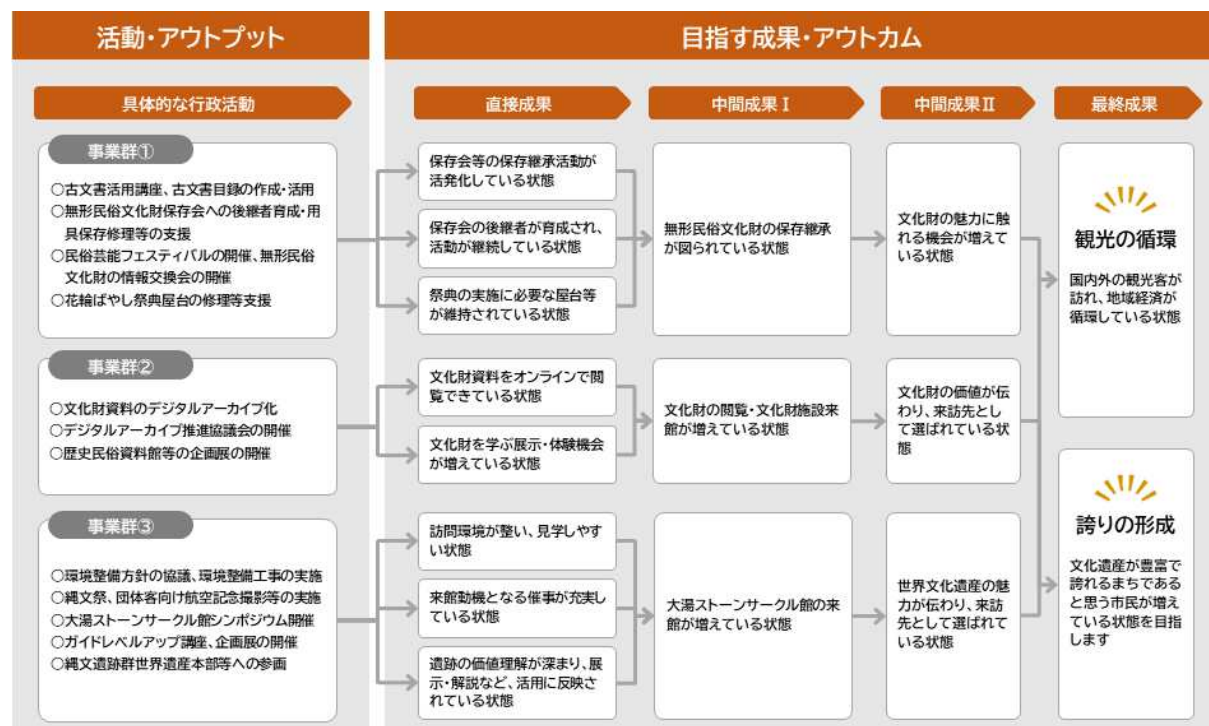 活動・アウトプット
目指す成果・アウトカム
具体的な行政活動
直接成果
中間成果Ⅰ
中間成果Ⅱ
最終成果
事業群①
○古文書活用講座、古文書目録の作成・活用
○無形民俗文化財保存会への後継者育成・用
具保存修理等の支援
○民俗芸能フェスティバルの開催、無形民俗
文化財の情報交換会の開催
○花輪ばやし祭典屋台の修理等支援
保存会等の保存継承活動が
活発化している状態
保存会の後継者が育成され、
活動が継続している状態
祭典の実施に必要な屋台等
が維持されている状態
無形民俗文化財の保存継承
が図られている状態
文化財の魅力に触
れる機会が増えて
いる状態
事業群②
○文化財資料のデジタルアーカイブ化
○デジタルアーカイブ推進協議会の開催
○歴史民俗資料館等の企画展の開催
文化財資料をオンラインで閲
覧できている状態
文化財を学ぶ展示・体験機会
が増えている状態
文化財の閲覧・文化財施設来
館が増えている状態
文化財の価値が伝
わり、来訪先とし
て選ばれている状
態
事業群③
○環境整備方針の協議、環境整備工事の実施
○縄文祭、団体客向け航空記念撮影等の実施
○大湯ストーンサークル館シンポジウム開催
○ガイドレベルアップ講座、企画展の開催
○縄文遺跡群世界遺産本部等への参画
訪問環境が整い、見学しやす
い状態
来館動機となる催事が充実し
ている状態
遺跡の価値理解が深まり、展
示・解説など、活用に反映さ
れている状態
大湯ストーンサークル館の来
館が増えている状態
世界文化遺産の魅
力が伝わり、来訪
先として選ばれて
いる状態
観光の循環
国内外の観光客が
訪れ、地域経済が
循環している状態
誇りの形成
文化遺産が豊富で
誇れるまちである
と思う市民が増え
ている状態を目指
します